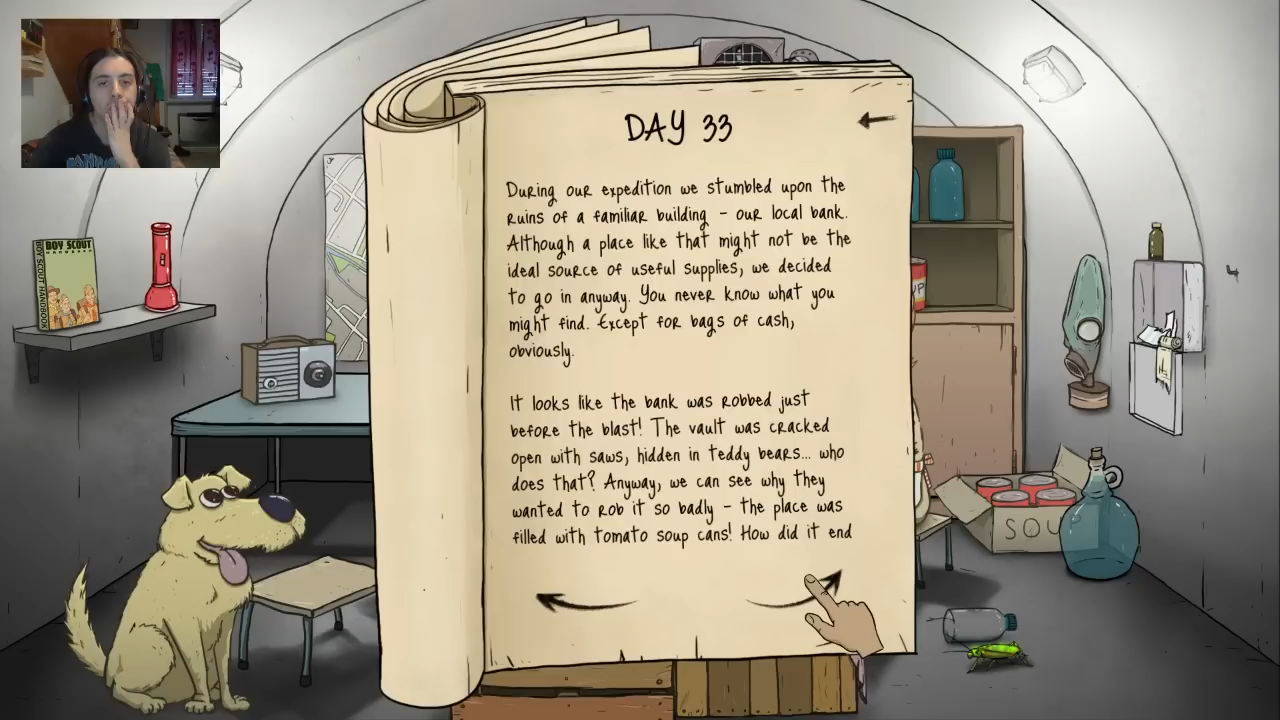 DAY 33
During our expedition we stumbled upon the
ruins of a familiar building - our local bank.
Although a place like that might not be the
ideal source of useful supplies, we decided
to go in anyway. You never know what you
might find. Except for bags of cash,
obviously.
It looks like the bank was robbed just
before the blast! The vault was cracked
open with saws, hidden in teddy bears... who
does that? Anyway, we can see why they
wanted to rob it so badly - the place was
filled with tomato soup cans! How did it end
BOY SCOUT
BOY SCOUT HANDBOOK
UP
SOU